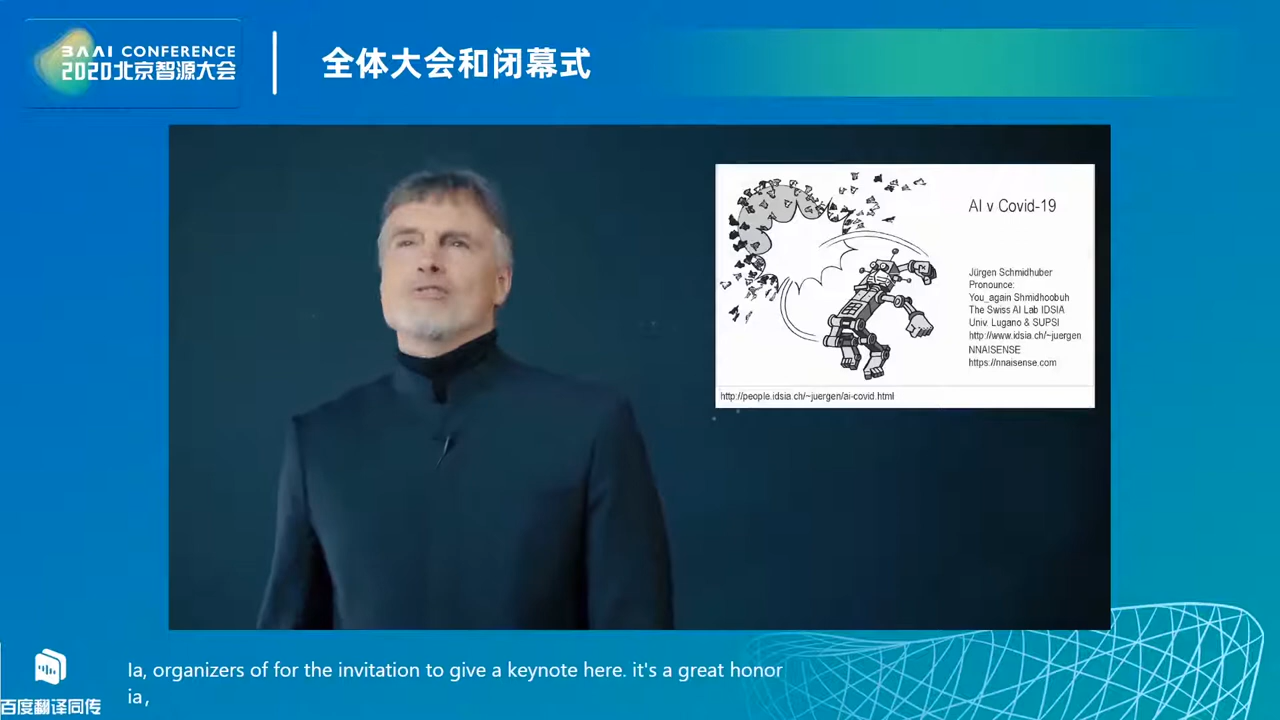 BAAI CONFERENCE
2020北京智源大会
全体大会和闭幕式
AI v Covid-19
Jürgen Schmidhuber
Pronounce:
You_again Shmidhoobuh
The Swiss AI Lab IDSIA
Univ. Lugano & SUPSI
http://www.idsia.ch/~juergen
NNAISENSE
https://nnaisense.com
http://people.idsia.ch/~juergen/ai-covid.html
la, organizers of for the invitation to give a keynote here. it's a great honor
ia,
百度翻译同传